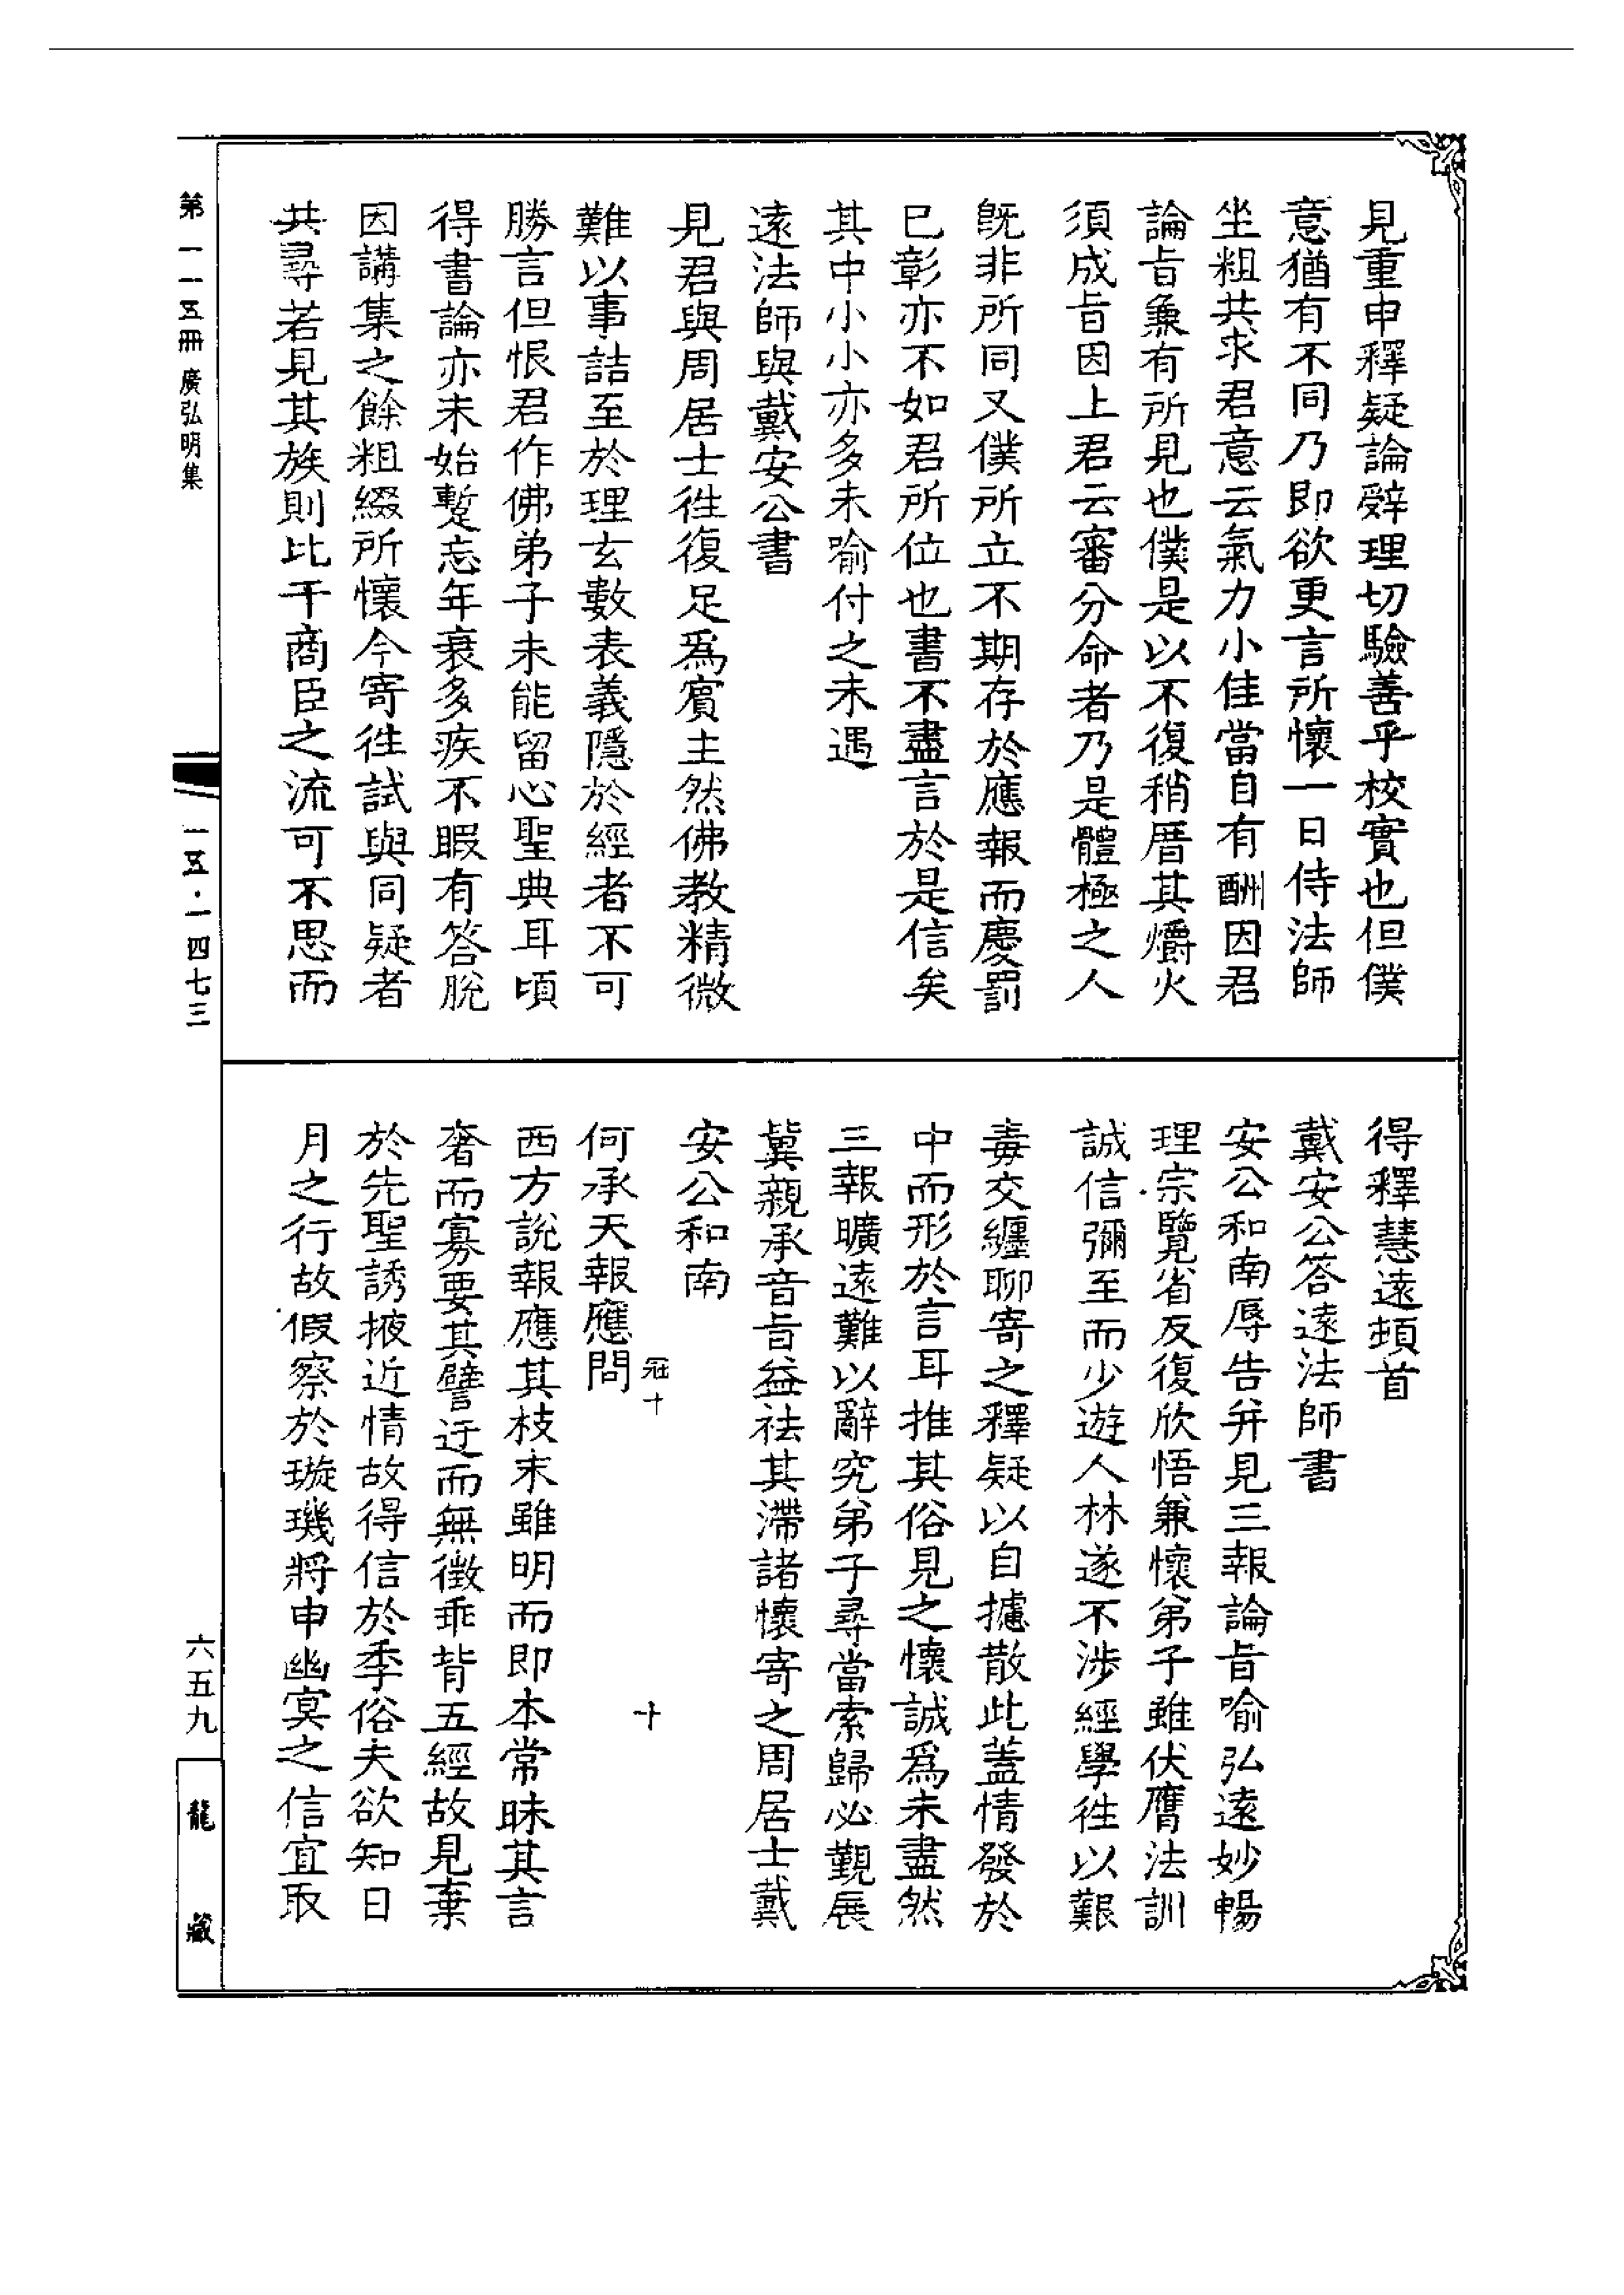 見重申釋疑論辤理切驗善乎校實也但僕
意猶有不同乃即欲更言所懷一日侍法師
坐粗共求君意云氣力小佳當自有酬因君
論旨兼有所見也僕是以不復稍厝其爝火
須成旨因上君云審分命者乃是體極之人
旣非所同又僕所立不期存於應報而慶罰
已彰亦不如君所位也書不盡言於是信矣
其中小小亦多未喻付之未遇
遠法師與戴安公書
見君與周居士徃復足爲賓主然佛教精微
難以事詰至於理玄數表義隱於經者不可
勝言但恨君作佛弟子未能留心聖典耳頃
得書論亦未始蹔忘年衰多疾不暇有答脫
因講集之餘粗綴所懷今寄徃試與同疑者
共尋若見其族則比干商臣之流可不思而
得釋慧遠頓首
戴安公答遠法師書
安公和南辱告并見三報論旨喻弘遠妙暢
理宗覽省反復欣悟兼懷弟子雖伏膺法訓
誠信彌至而少遊人林遂不涉經學徃以艱
毒交纏聊寄之釋疑以自攄散此蓋情發於
中而形於言耳推其俗見之懷誠爲未盡然
三報曠遠難以辭究弟子尋當索歸必覲展
冀親承音旨益祛其滯諸懷寄之周居士戴
安公和南
何承天報應問
冠十
十
西方說報應其枝末雖明而即本常昧其言
奢而寡要其譬迂而無徵乖背五經故見棄
於先聖誘掖近情故得信於季俗夫欲知日
月之行故假察於璇璣將申幽冥之信宜取
第一一五冊 廣弘明集
一五·一四七三
六五九
龍藏